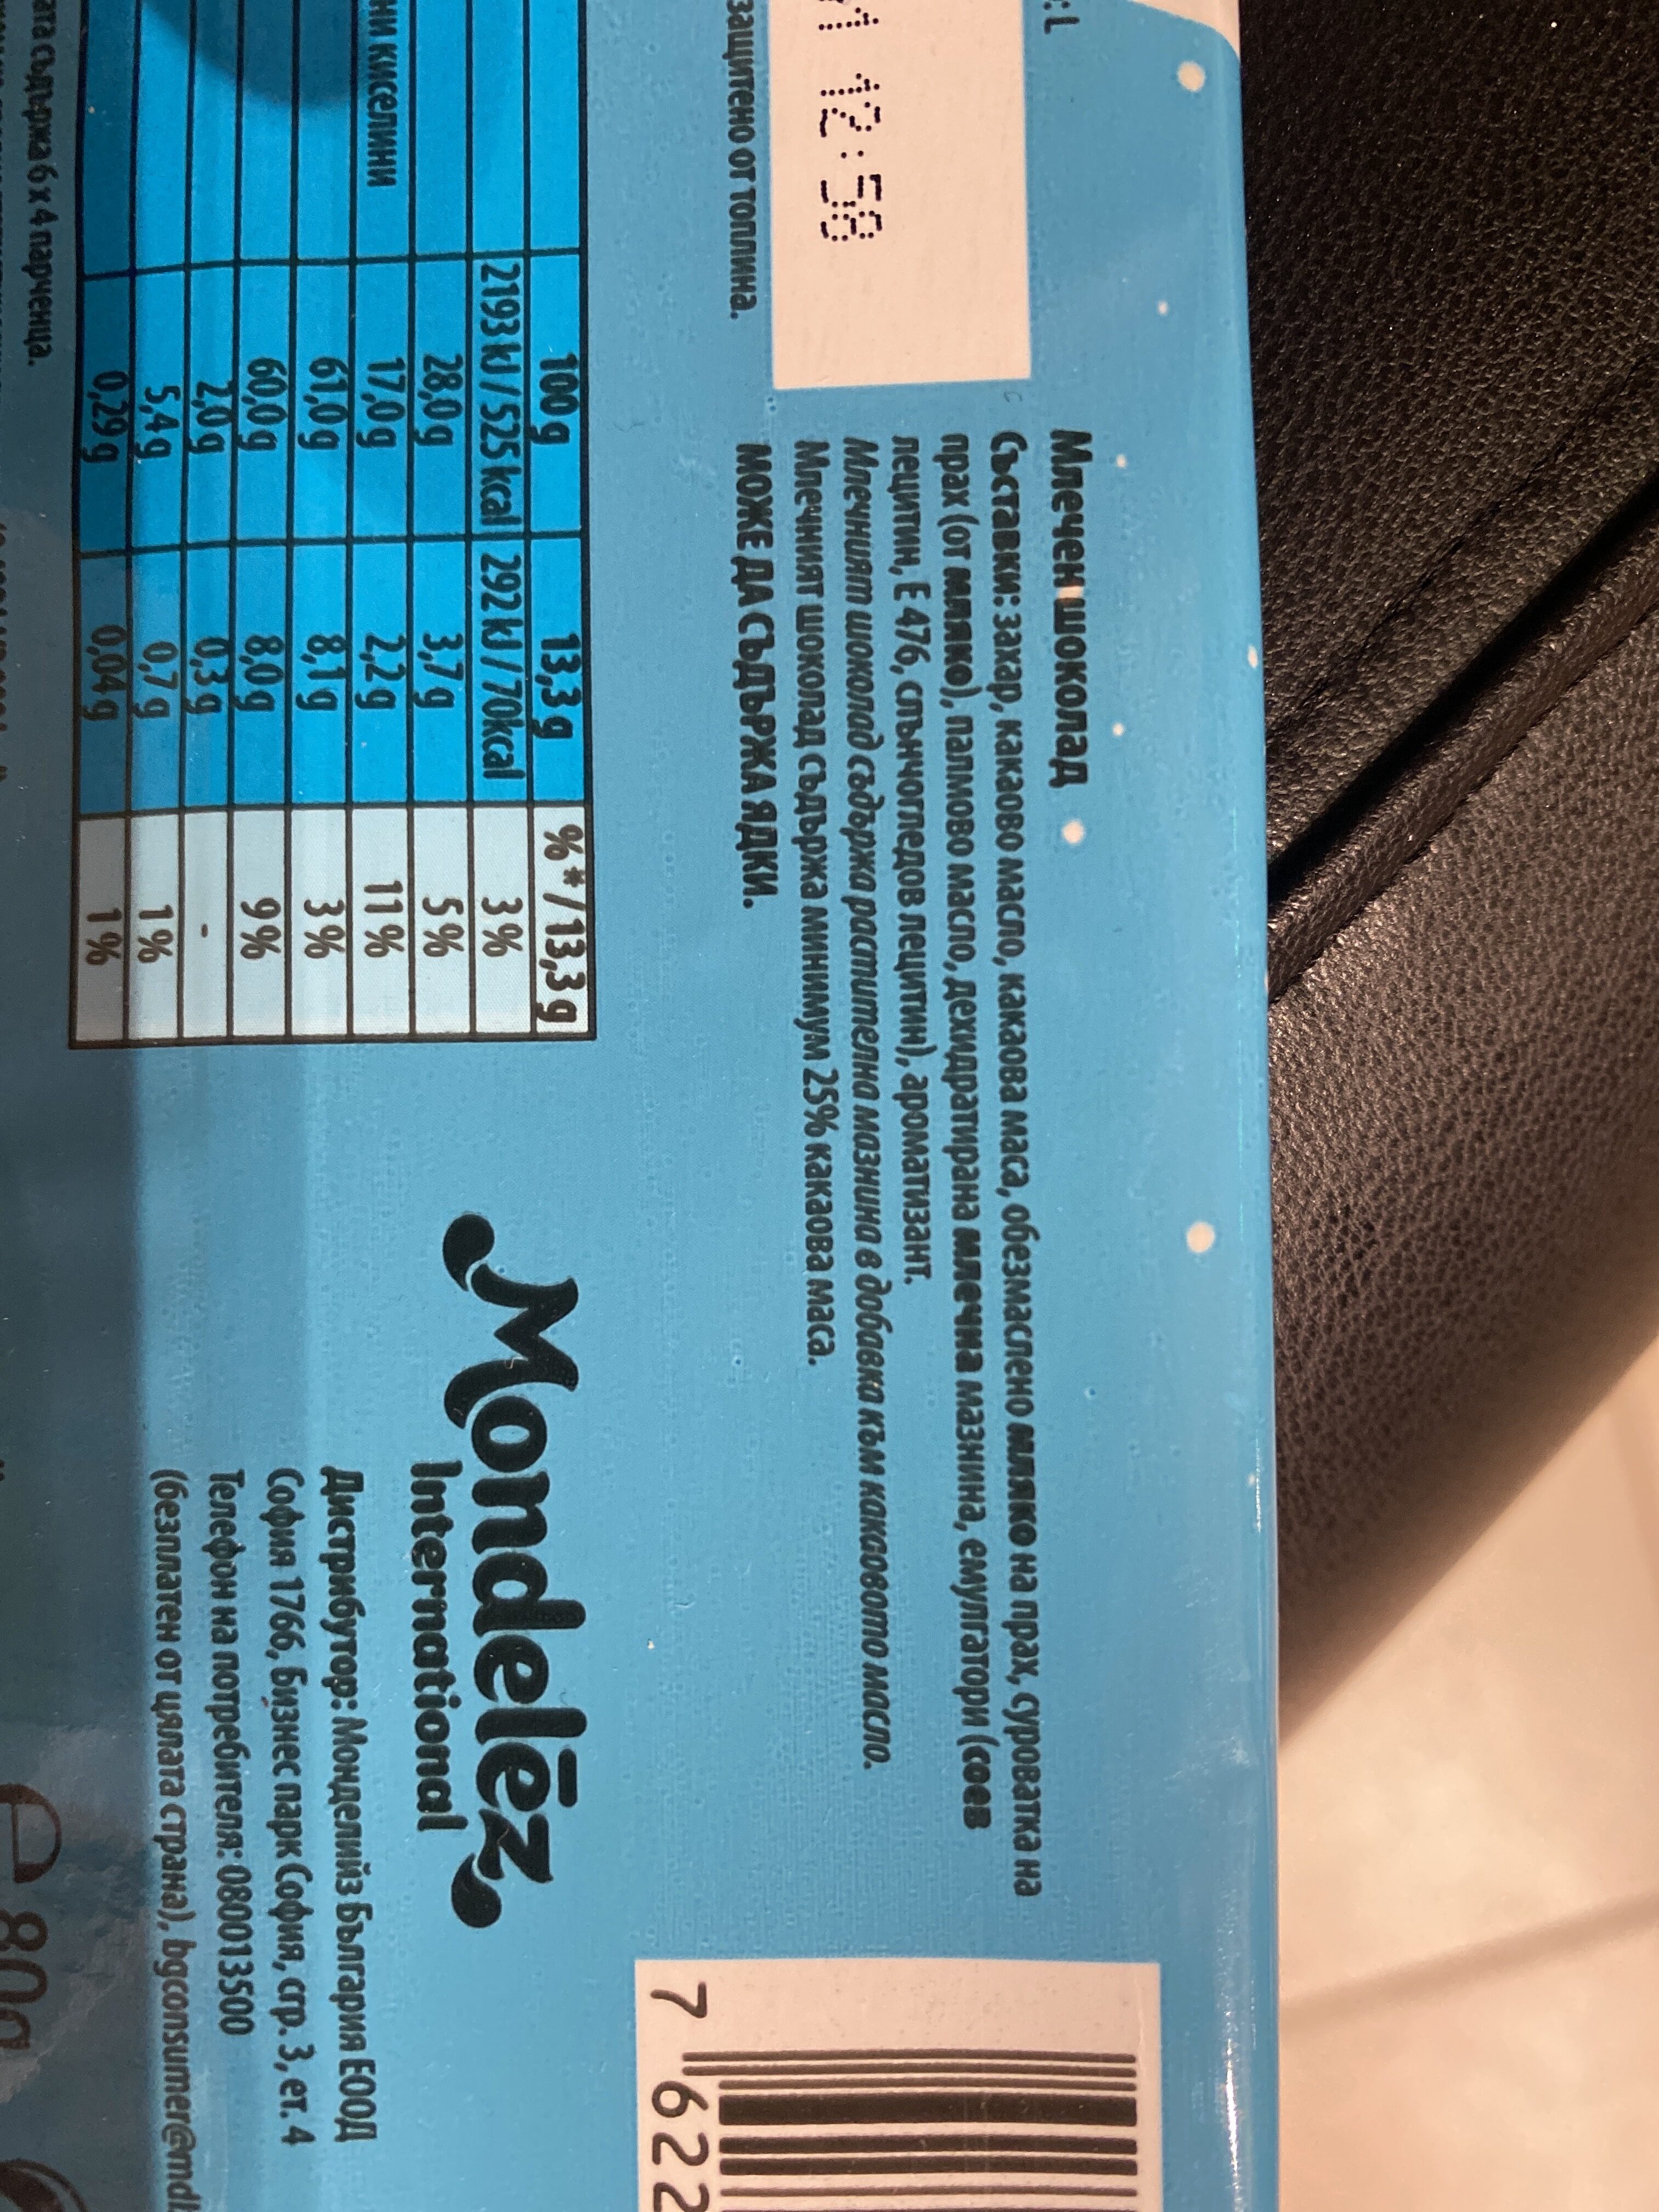 :L
12:58
защитено от топлина.
Млечен шоколад
Съставки: захар, какаово масло, какаова маса, обезмаслено мляко на прах, суроватка на
прах (от мляко), палмово масло, дехидратирана млечна мазнина, емулгатори (соев
лецитин, Е 476, слънчогледов лецитин), ароматизант.
Млечният шоколад съдържа растителна мазнина в добавка към какаовото масло.
Млечният шоколад съдържа минимум 25% какаова маса.
МОЖЕ ДА СЪДЪРЖА ЯДКИ.
100 g 13,3 g % */13,3 g
2193 kJ / 525 kcal 292 kJ / 70 kcal 3 %
28,0 g 3,7 g 5 %
ни киселини 17,0 g 2,2 g 11 %
61,0 g 8,1 g 3 %
60,0 g 8,0 g 9 %
2,0 g 0,3 g -
5,4 g 0,7 g 1 %
0,29 g 0,04 g 1 %
съдържа 6 x 4 парченца.
Mondelēz
International
Дистрибутор: Монделийз България ЕООД
София 1766, Бизнес парк София, сгр. 3, ет. 4
Телефон на потребителя: 080013500
(безплатен от цялата страна), bgconsumer@mdl
e 80g
7 622